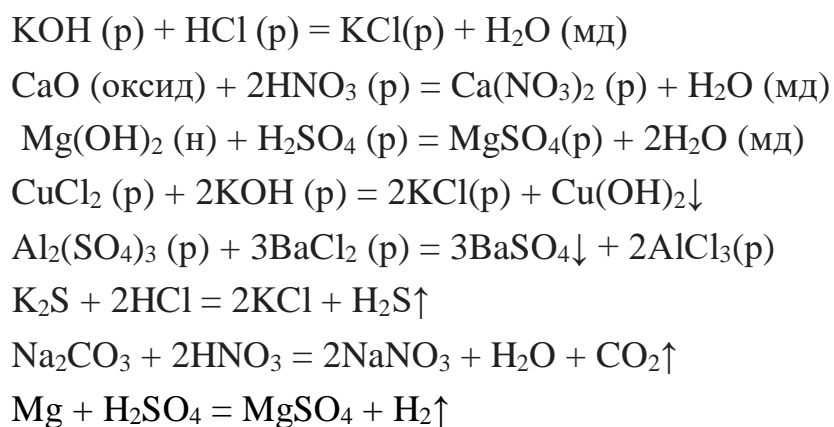 KOH (р) + HCl (р) = KCl(р) + H₂O (мд)
CaO (оксид) + 2HNO₃ (р) = Ca(NO₃)₂ (р) + H₂O (мд)
Mg(OH)₂ (н) + H₂SO₄ (р) = MgSO₄(р) + 2H₂O (мд)
CuCl₂ (р) + 2KOH (р) = 2KCl(р) + Cu(OH)₂↓
Al₂(SO₄)₃ (р) + 3BaCl₂ (р) = 3BaSO₄↓ + 2AlCl₃(р)
K₂S + 2HCl = 2KCl + H₂S↑
Na₂CO₃ + 2HNO₃ = 2NaNO₃ + H₂O + CO₂↑
Mg + H₂SO₄ = MgSO₄ + H₂↑